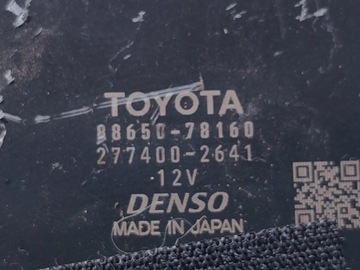 TOYOTA
88650-78160
277400-2641
12V
DENSO
MADE IN JAPAN